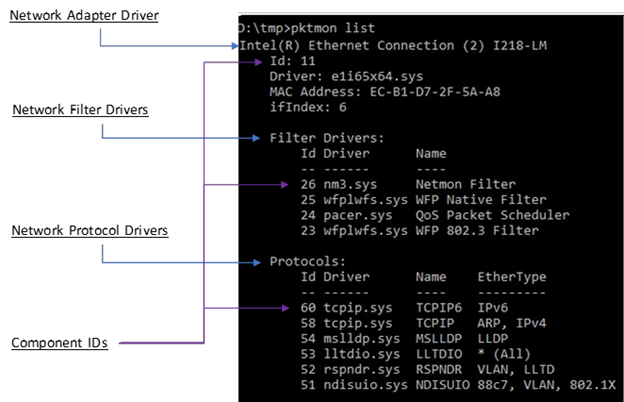 Network Adapter Driver
Network Filter Drivers
Network Protocol Drivers
Component IDs
D:\tmp>pktmon list
Intel(R) Ethernet Connection (2) I218-LM
Id: 11
Driver: e1i65x64.sys
MAC Address: EC-B1-D7-2F-5A-A8
ifIndex: 6
Filter Drivers:
Id Driver Name
-- ------ ----
26 nm3.sys Netmon Filter
25 wfplwfs.sys WFP Native Filter
24 pacer.sys QoS Packet Scheduler
23 wfplwfs.sys WFP 802.3 Filter
Protocols:
Id Driver Name EtherType
-- ------ ---- ---------
60 tcpip.sys TCPIP6 IPv6
58 tcpip.sys TCPIP ARP, IPv4
54 mslldp.sys MSLLDP LLDP
53 lltdio.sys LLTDIO * (All)
52 rspndr.sys RSPNDR VLAN, LLTD
51 ndisuio.sys NDISUIO 88c7, VLAN, 802.1X